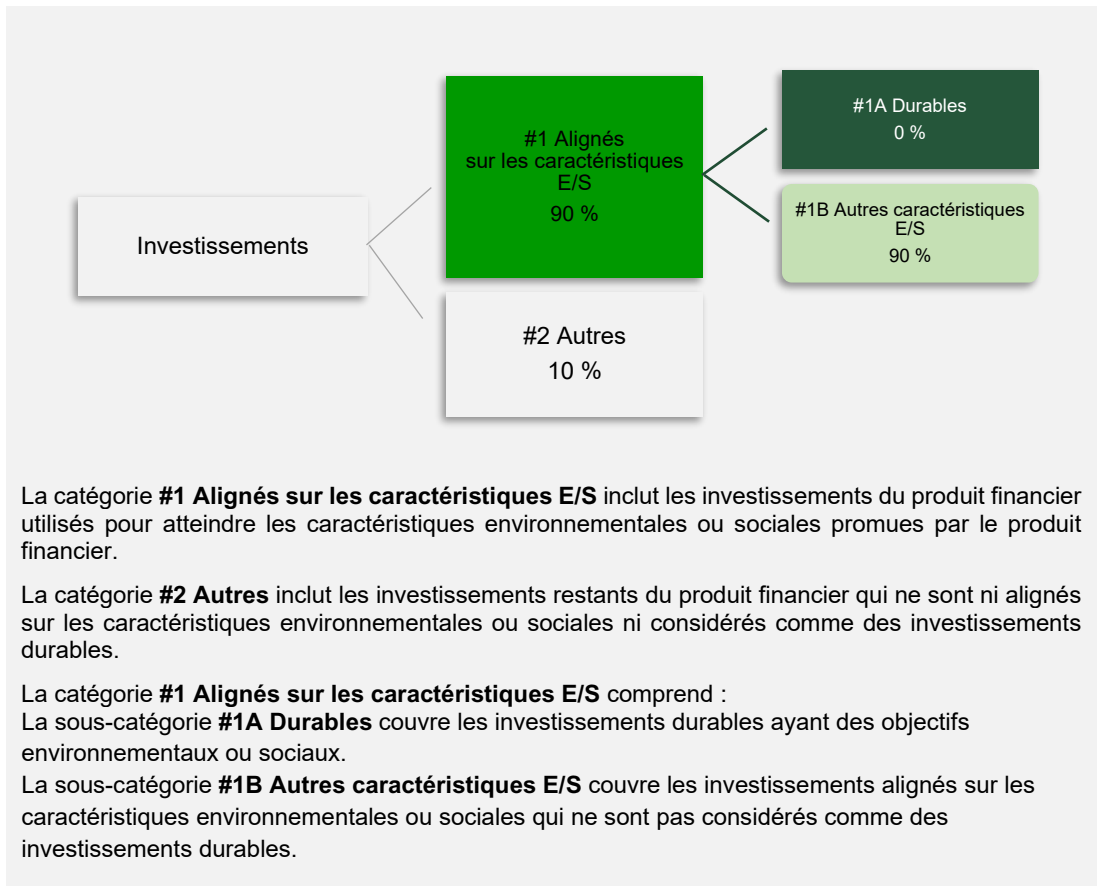 #1A Durables
0 %
#1 Alignés
sur les caractéristiques
E/S
90 %
#1B Autres caractéristiques
E/S
90 %
Investissements
#2 Autres
10 %
La catégorie #1 Alignés sur les caractéristiques E/S inclut les investissements du produit financier
utilisés pour atteindre les caractéristiques environnementales ou sociales promues par le produit
financier.
La catégorie #2 Autres inclut les investissements restants du produit financier qui ne sont ni alignés
sur les caractéristiques environnementales ou sociales ni considérés comme des investissements
durables.
La catégorie #1 Alignés sur les caractéristiques E/S comprend :
La sous-catégorie #1A Durables couvre les investissements durables ayant des objectifs
environnementaux ou sociaux.
La sous-catégorie #1B Autres caractéristiques E/S couvre les investissements alignés sur les
caractéristiques environnementales ou sociales qui ne sont pas considérés comme des
investissements durables.